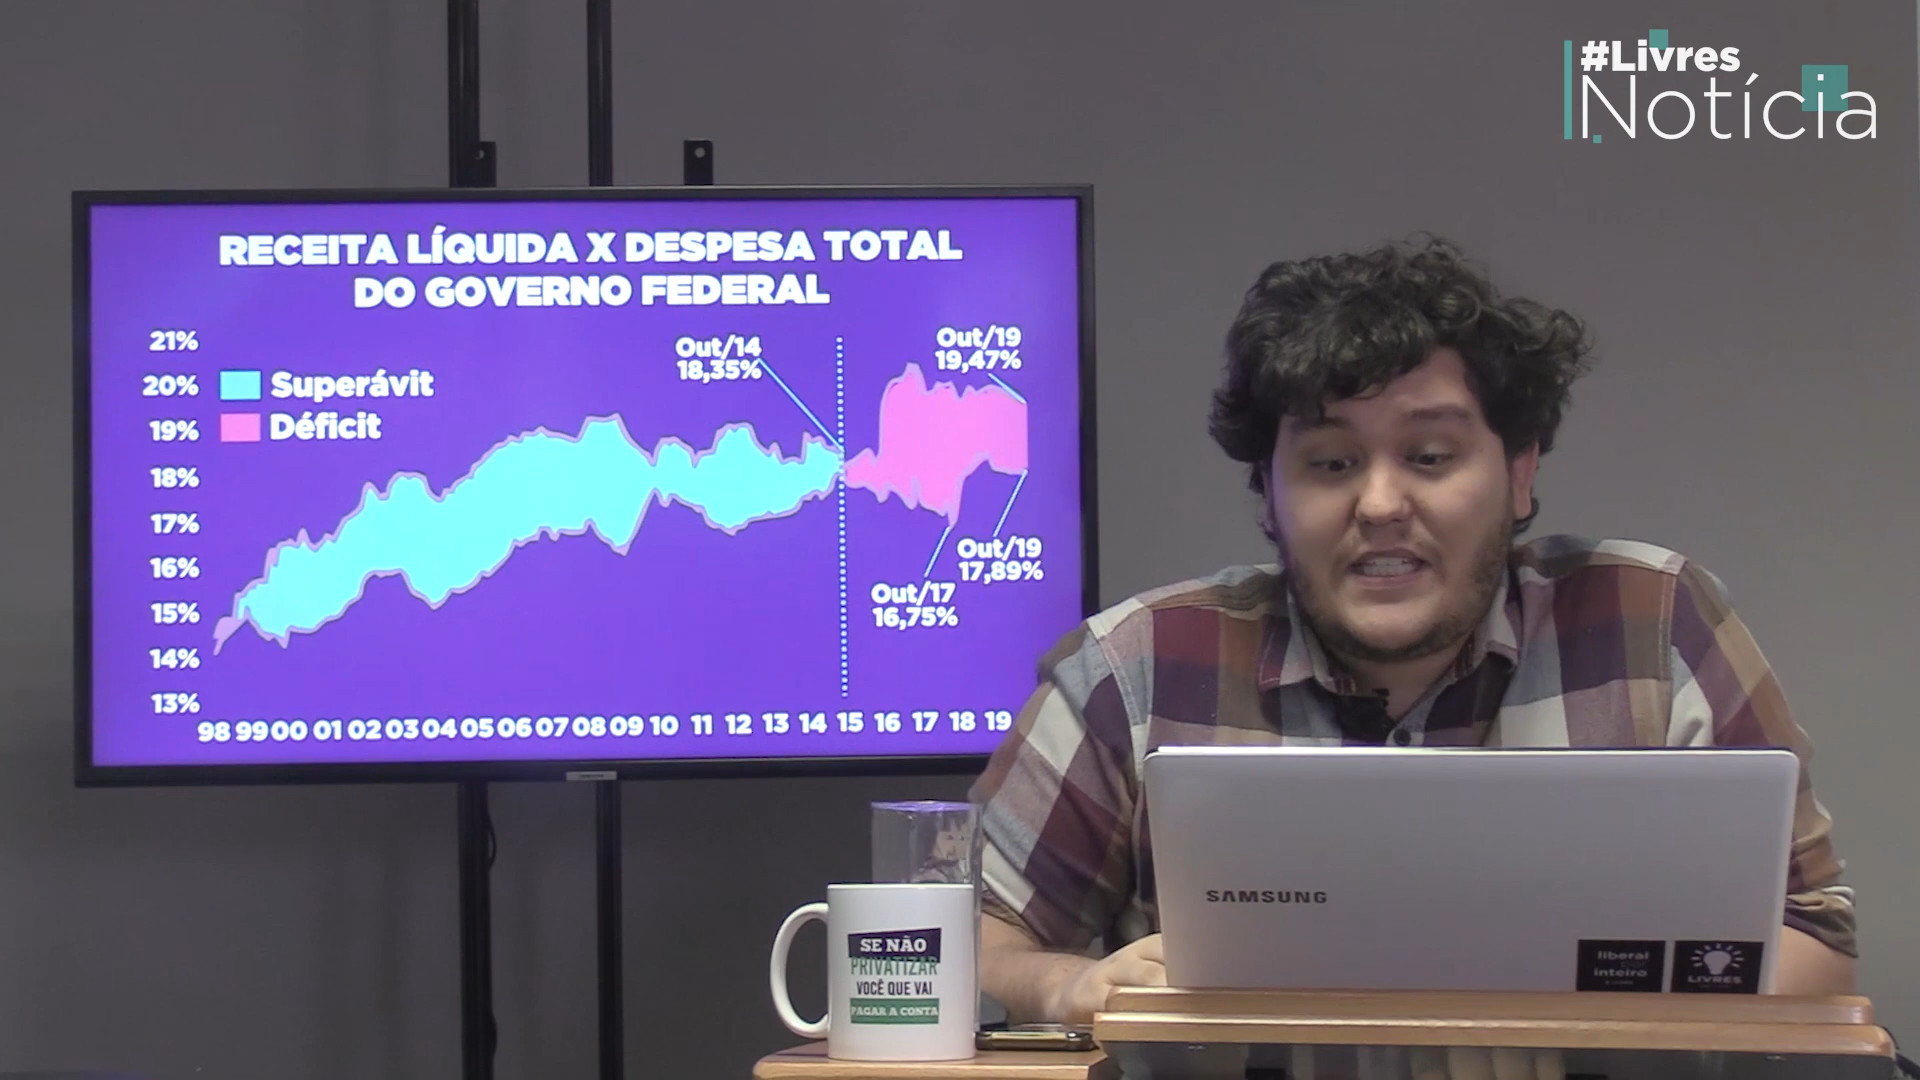 #Livres
Notícia
RECEITA LÍQUIDA X DESPESA TOTAL
DO GOVERNO FEDERAL
21%
20%
19%
18%
17%
16%
15%
14%
13%
Superávit
Déficit
Out/14
18,35%
Out/19
19,47%
Out/19
17,89%
Out/17
16,75%
98 99 00 01 02 03 04 05 06 07 08 09 10 11 12 13 14 15 16 17 18 19
SE NÃO
PRIVATIZAR
VOCÊ QUE VAI
PAGAR A CONTA
SAMSUNG
liberal
inteiro
LIVRES